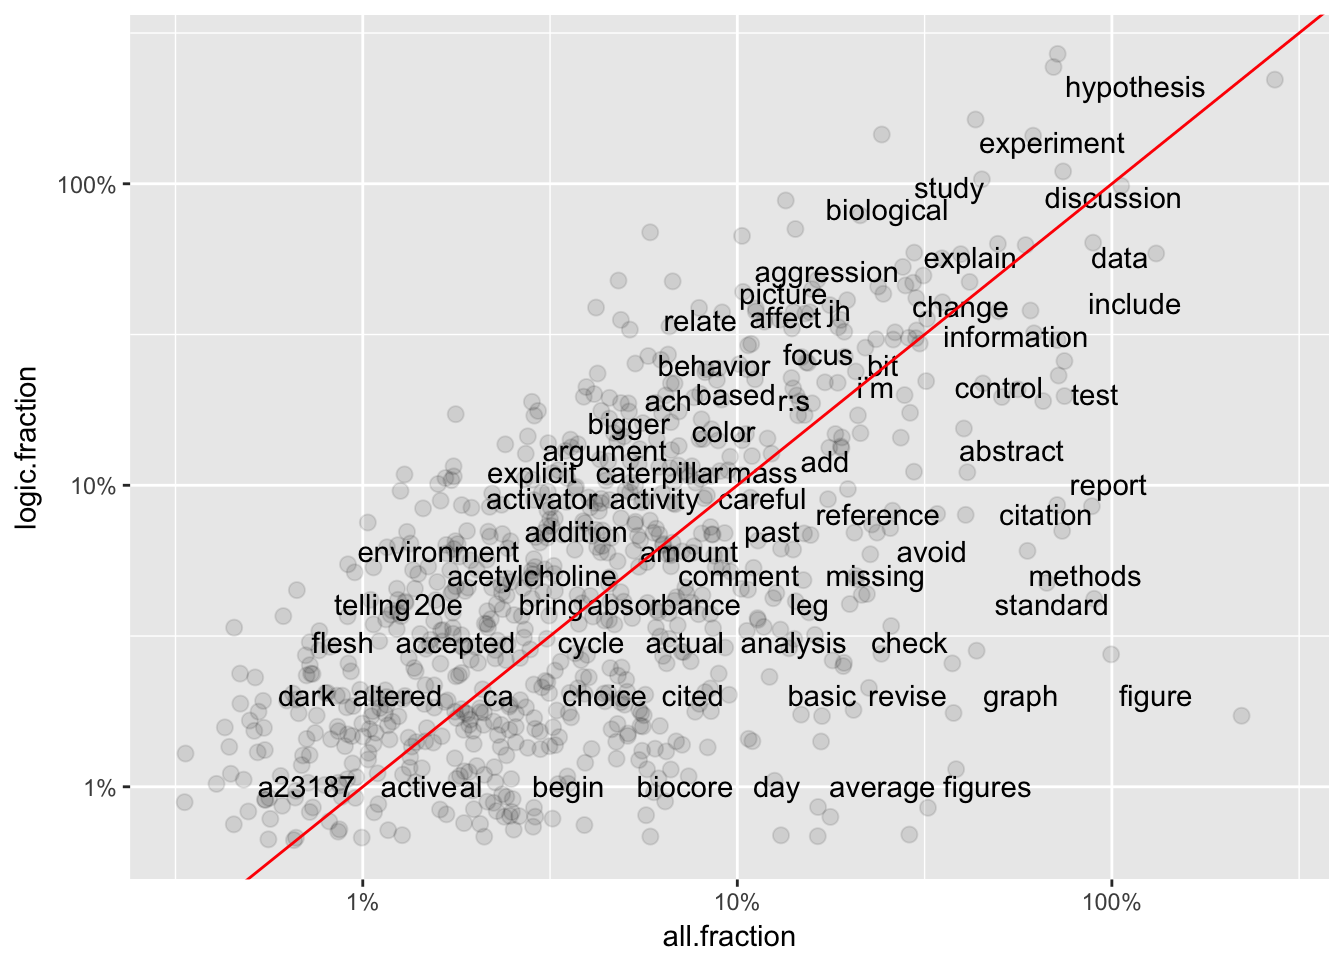 hypothesis
experiment
100%
study
discussion
biological
explain
data
aggression
picture
include
change
relate
affect
jh
information
behavior
focus
bit
ach
based
r:s
i'm
control
test
bigger
color
argument
abstract
add
explicit
caterpillar
mass
10%
report
activator
activity
careful
reference
citation
addition
past
environment
amount
avoid
acetylcholine
comment
missing
methods
telling
20e
bring
absorbance
leg
standard
flesh
accepted
cycle
actual
analysis
check
dark
altered
ca
choice
cited
basic
revise
graph
figure
1%
a23187
active
al
begin
biocore
day
average
figures
logic.fraction
1%
10%
100%
all.fraction